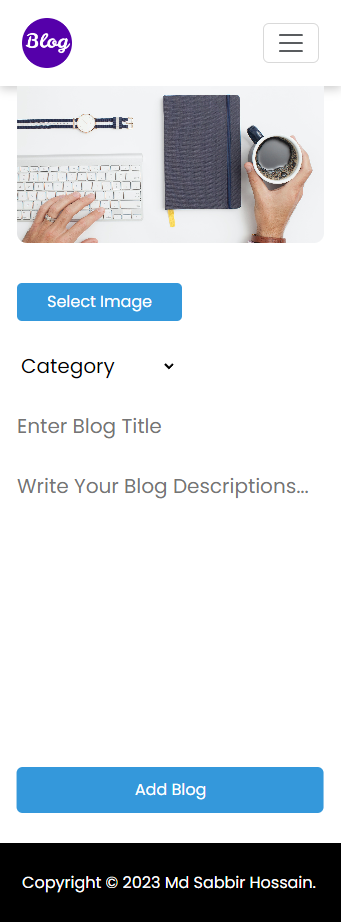 Blog
Select Image
Category
Enter Blog Title
Write Your Blog Descriptions...
Add Blog
Copyright © 2023 Md Sabbir Hossain.